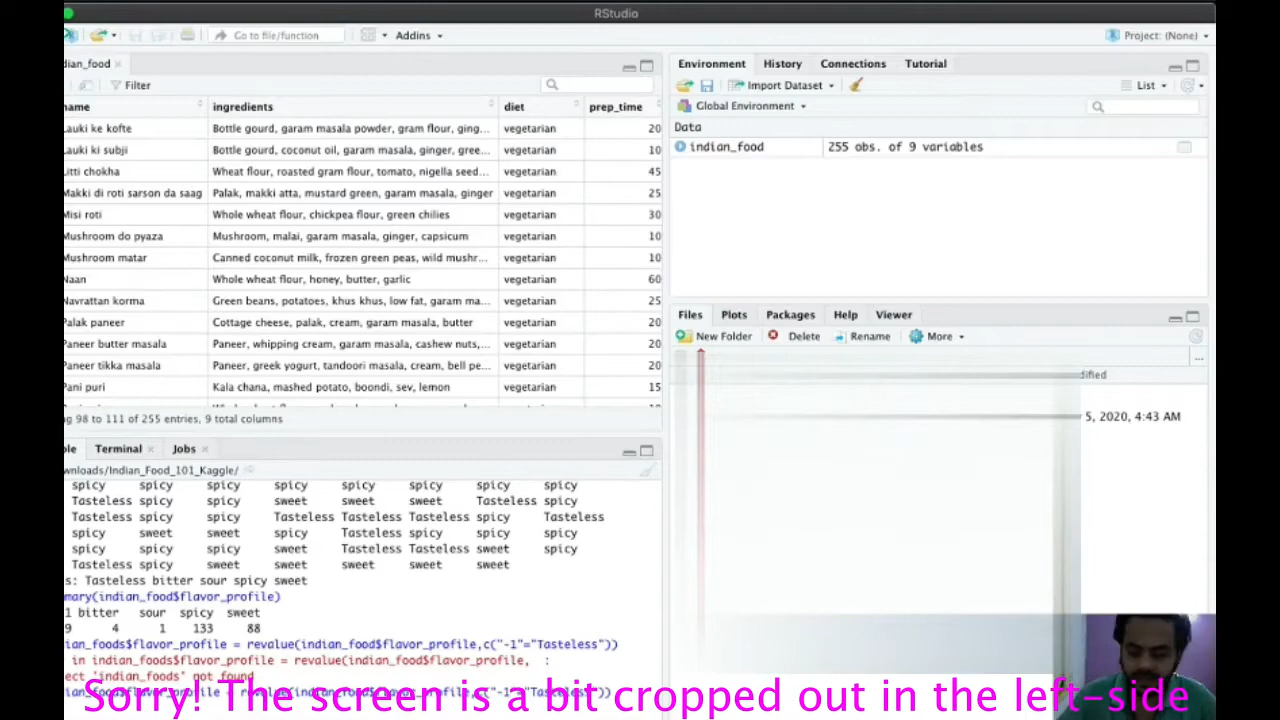 RStudio
Go to file/function
Addins
Project: (None)
dian_food
Filter
name ingredients diet prep_time
Lauki ke kofte Bottle gourd, garam masala powder, gram flour, ging... vegetarian 20
Lauki ki subji Bottle gourd, coconut oil, garam masala, ginger, gree... vegetarian 10
Litti chokha Wheat flour, roasted gram flour, tomato, nigella seed... vegetarian 45
Makki di roti sarson da saag Palak, makki atta, mustard green, garam masala, ginger vegetarian 25
Misi roti Whole wheat flour, chickpea flour, green chilies vegetarian 30
Mushroom do pyaza Mushroom, malai, garam masala, ginger, capsicum vegetarian 10
Mushroom matar Canned coconut milk, frozen green peas, wild mushr... vegetarian 10
Naan Whole wheat flour, honey, butter, garlic vegetarian 60
Navrattan korma Green beans, potatoes, khus khus, low fat, garam ma... vegetarian 25
Palak paneer Cottage cheese, palak, cream, garam masala, butter vegetarian 20
Paneer butter masala Paneer, whipping cream, garam masala, cashew nuts,... vegetarian 20
Paneer tikka masala Paneer, greek yogurt, tandoori masala, cream, bell pe... vegetarian 20
Pani puri Kala chana, mashed potato, boondi, sev, lemon vegetarian 15
g 98 to 111 of 255 entries, 9 total columns
ole Terminal Jobs
wnloads/Indian_Food_101_Kaggle/
spicy spicy spicy spicy spicy spicy spicy spicy
Tasteless spicy spicy sweet sweet sweet Tasteless spicy
Tasteless spicy spicy Tasteless Tasteless Tasteless spicy Tasteless
spicy sweet sweet spicy Tasteless spicy spicy spicy
spicy spicy spicy sweet Tasteless Tasteless sweet spicy
Tasteless spicy sweet sweet sweet sweet sweet
s: Tasteless bitter sour spicy sweet
mary(indian_food$flavor_profile)
1 bitter sour spicy sweet
9 4 1 133 88
ian_foods$flavor_profile = revalue(indian_food$flavor_profile,c("-1"="Tasteless"))
in indian_foods$flavor_profile = revalue(indian_food$flavor_profile, :
ect 'indian_foods' not found
Environment History Connections Tutorial
Import Dataset List
Global Environment
Data
indian_food 255 obs. of 9 variables
Files Plots Packages Help Viewer
New Folder Delete Rename More
...
dified
5, 2020, 4:43 AM
Sorry! The screen is a bit cropped out in the left-side